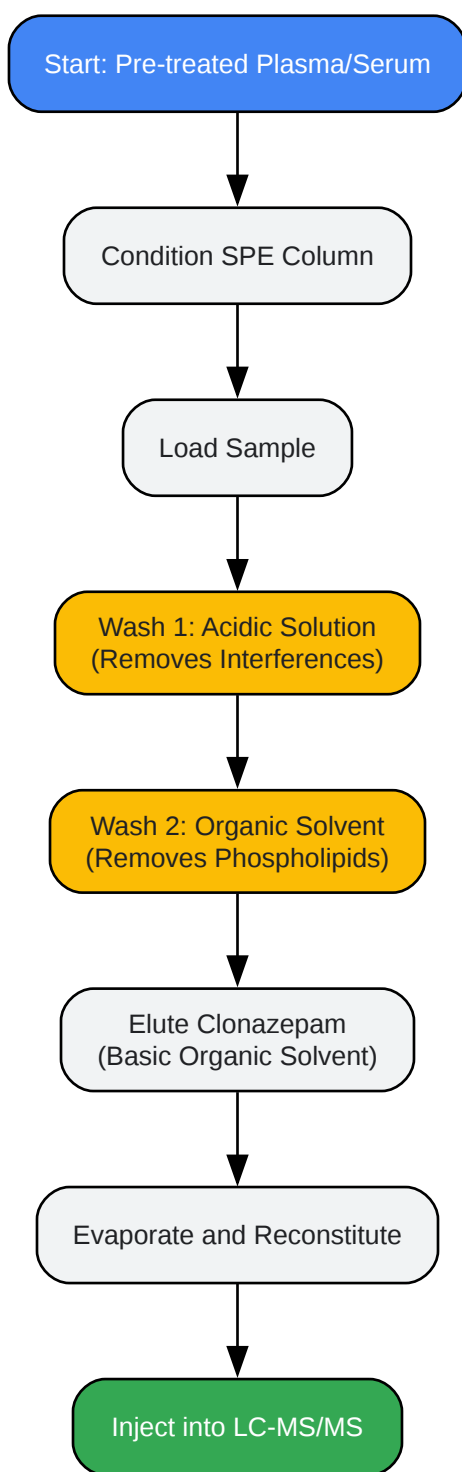 Start: Pre-treated Plasma/Serum
Condition SPE Column
Load Sample
Wash 1: Acidic Solution
(Removes Interferences)
Wash 2: Organic Solvent
(Removes Phospholipids)
Elute Clonazepam
(Basic Organic Solvent)
Evaporate and Reconstitute
Inject into LC-MS/MS